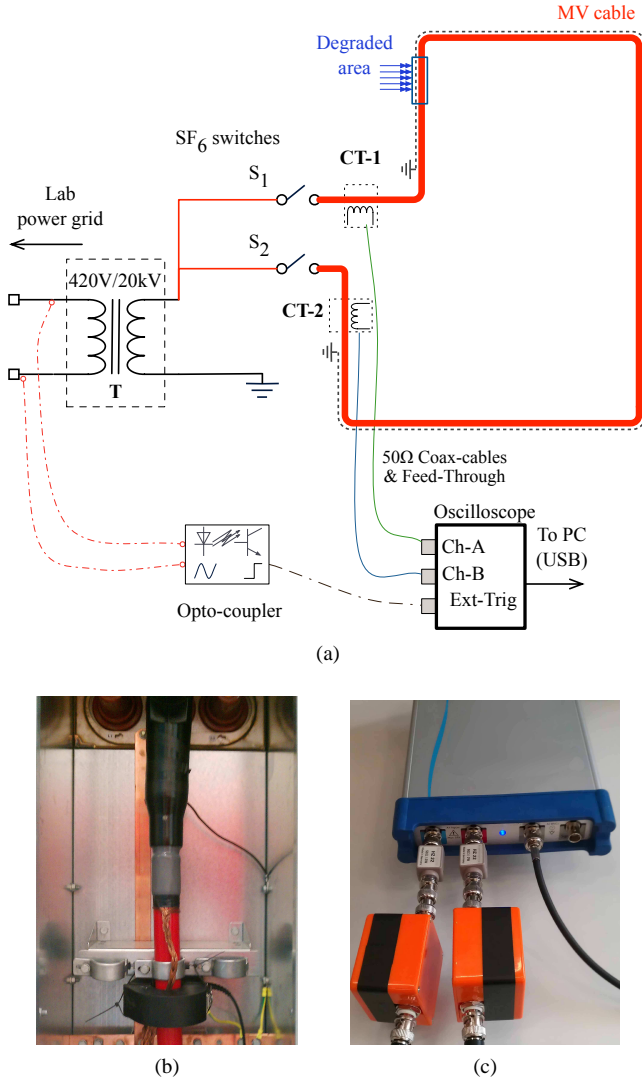 MV cable
Degraded
area
SF6 switches
CT-1
S1
Lab
power grid
S2
420V/20kV
CT-2
T
50Ω Coax-cables
& Feed-Through
Oscilloscope
To PC
(USB)
Ch-A
Ch-B
Ext-Trig
Opto-coupler
(a)
(b)
(c)